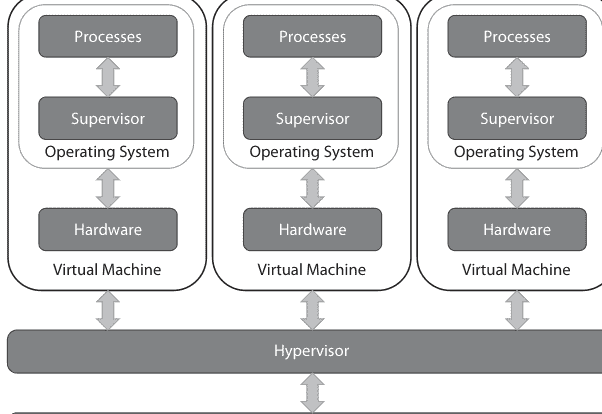 Processes
Processes
Processes
Supervisor
Supervisor
Supervisor
Operating System
Operating System
Operating System
Hardware
Hardware
Hardware
Virtual Machine
Virtual Machine
Virtual Machine
Hypervisor